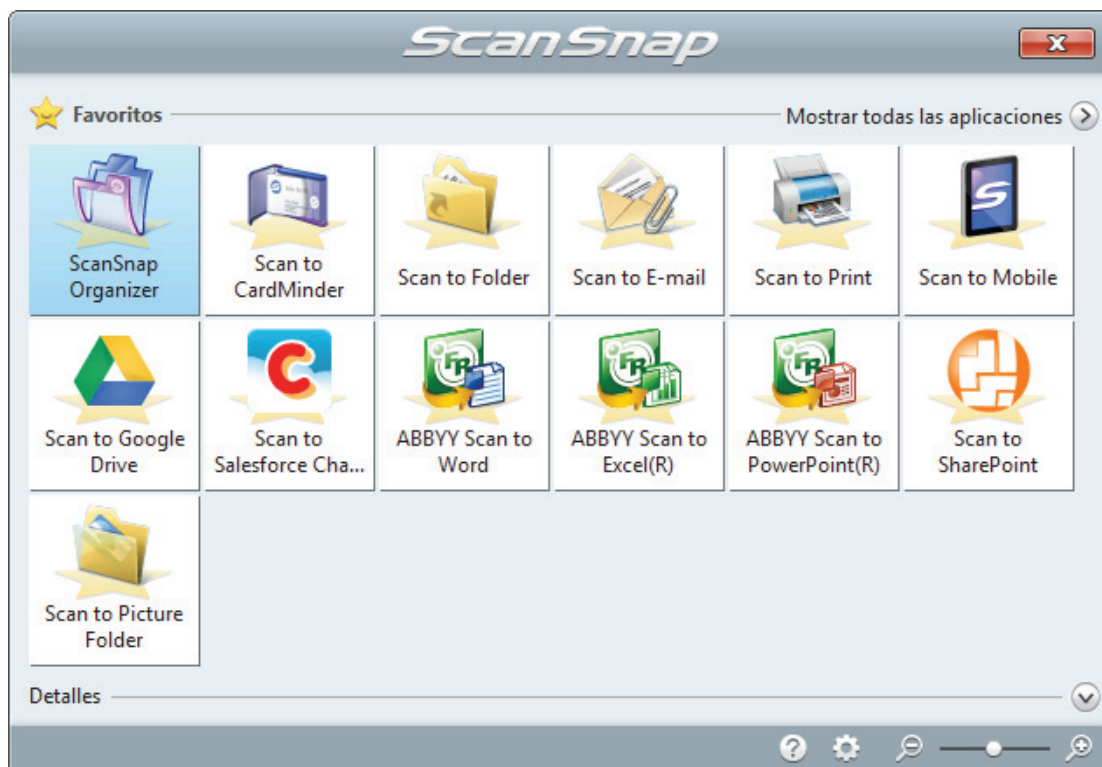 ScanSnap
Favoritos
Mostrar todas las aplicaciones
ScanSnap
Organizer
Scan to
CardMinder
Scan to Folder
Scan to E-mail
Scan to Print
Scan to Mobile
Scan to Google
Drive
Scan to
Salesforce Cha...
ABBYY Scan to
Word
ABBYY Scan to
Excel(R)
ABBYY Scan to
PowerPoint(R)
Scan to
SharePoint
Scan to Picture
Folder
Detalles